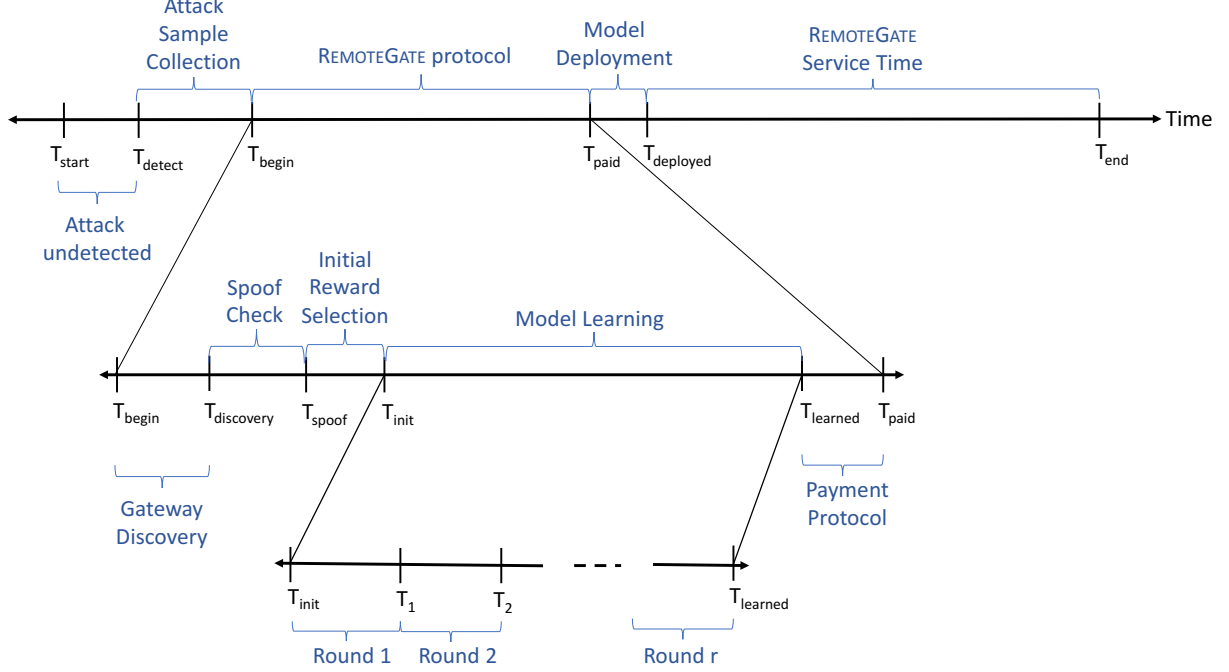 Attack
Sample
Collection
REMOTEGATE protocol
Model
Deployment
REMOTEGATE
Service Time
Time
Tstart
Tdetect
Tbegin
Tpaid
Tdeployed
Tend
Attack
undetected
Spoof
Check
Initial
Reward
Selection
Model Learning
Tbegin
Tdiscovery
Tspoof
Tinit
Tlearned
Tpaid
Gateway
Discovery
Payment
Protocol
Tinit
T1
T2
Tlearned
Round 1
Round 2
Round r